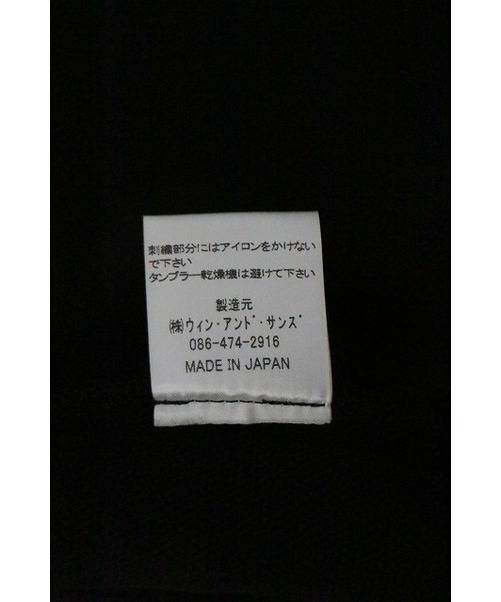 刺繍部分にはアイロンをかけない
で下さい
タンブラー乾燥機は避けて下さい
製造元
㈱ウィン・アンド・サンズ
086-474-2916
MADE IN JAPAN